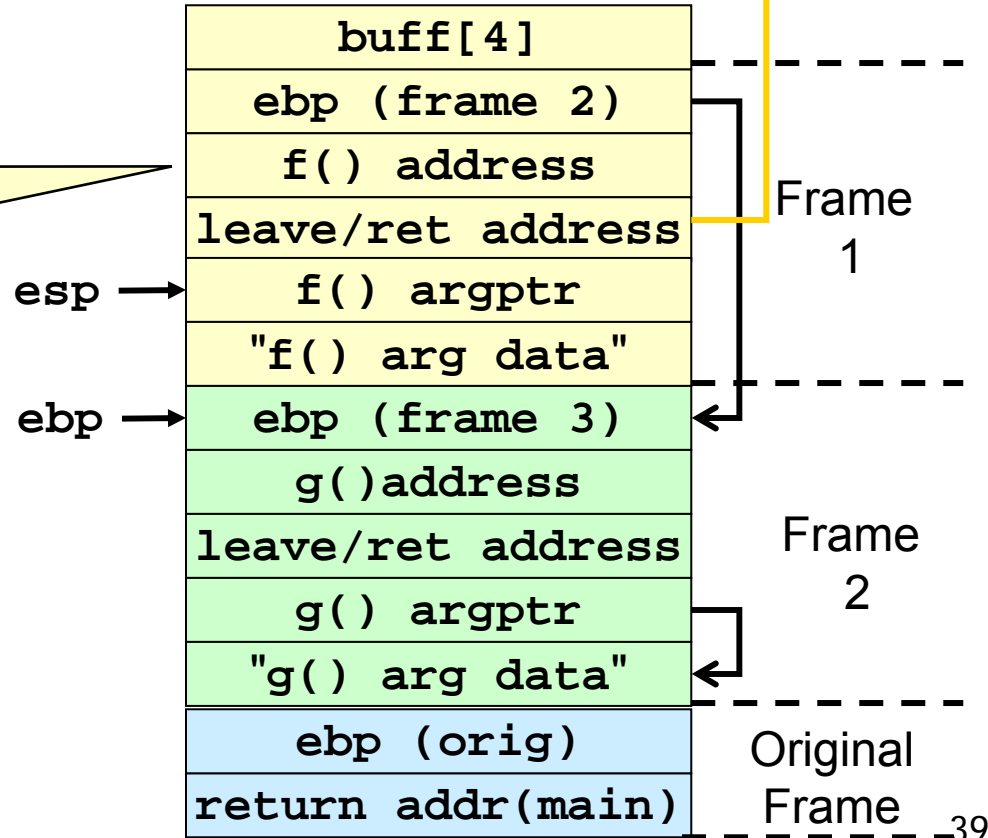 buff[4]
ebp (frame 2)
f() address
leave/ret address
Frame
1
esp
f() argptr
"f() arg data"
ebp
ebp (frame 3)
g()address
leave/ret address
Frame
2
g() argptr
"g() arg data"
ebp (orig)
Original
Frame
return addr(main)
39